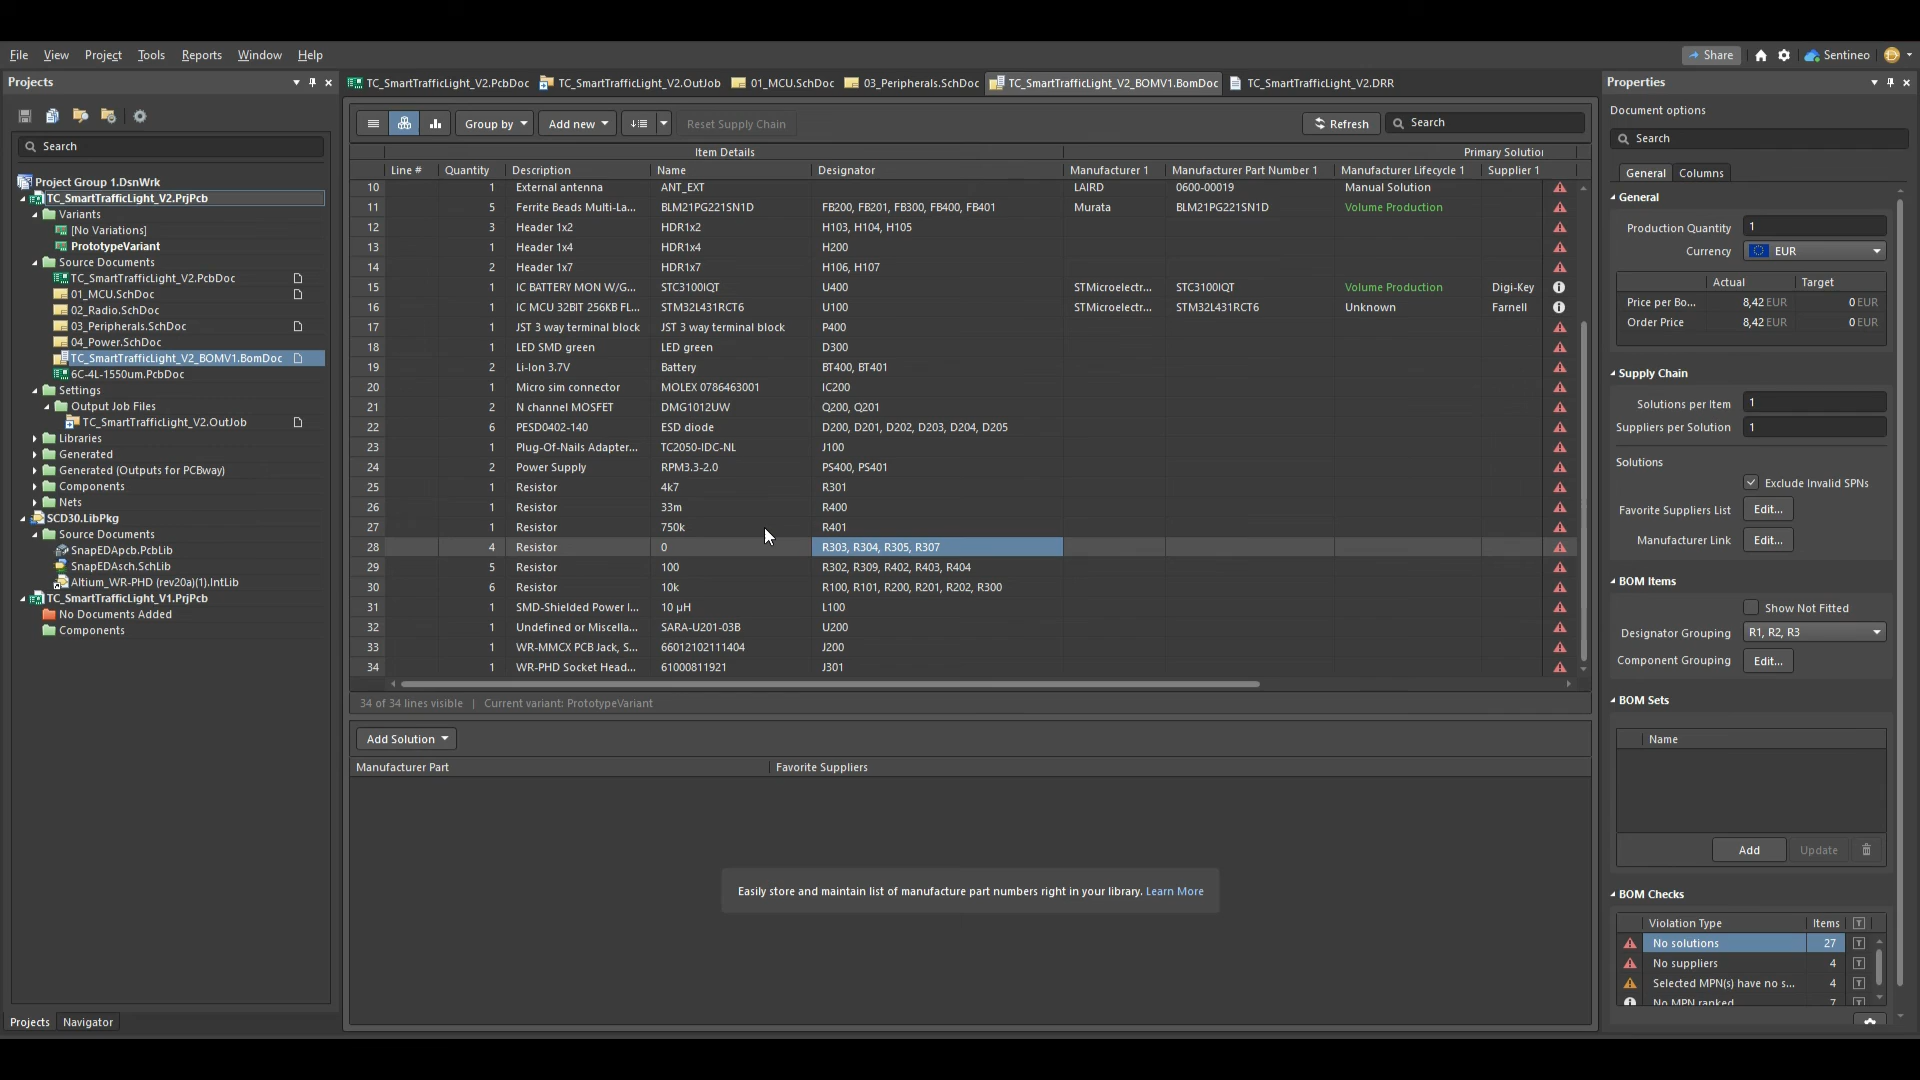 File View Project Tools Reports Window Help Share Sentineo
Projects
Search
Project Group 1.DsnWrk
TC_SmartTrafficLight_V2.PrjPcb
Variants
[No Variations]
PrototypeVariant
Source Documents
TC_SmartTrafficLight_V2.PcbDoc
01_MCU.SchDoc
02_Radio.SchDoc
03_Peripherals.SchDoc
04_Power.SchDoc
TC_SmartTrafficLight_V2_BOMV1.BomDoc
6C-4L-1550um.PcbDoc
Settings
Output Job Files
TC_SmartTrafficLight_V2.OutJob
Libraries
Generated
Generated (Outputs for PCBway)
Components
Nets
SCD30.LibPkg
Source Documents
SnapEDApcb.PcbLib
SnapEDAsch.SchLib
Altium_WR-PHD (rev20a)(1).IntLib
TC_SmartTrafficLight_V1.PrjPcb
No Documents Added
Components
Projects Navigator
TC_SmartTrafficLight_V2.PcbDoc TC_SmartTrafficLight_V2.OutJob 01_MCU.SchDoc 03_Peripherals.SchDoc TC_SmartTrafficLight_V2_BOMV1.BomDoc TC_SmartTrafficLight_V2.DRR
Group by Add new Reset Supply Chain Refresh Search
Item Details Primary Solution
Line # Quantity Description Name Designator Manufacturer 1 Manufacturer Part Number 1 Manufacturer Lifecycle 1 Supplier 1
10 1 External antenna ANT_EXT LAIRD 0600-00019 Manual Solution
11 5 Ferrite Beads Multi-La... BLM21PG221SN1D FB200, FB201, FB300, FB400, FB401 Murata BLM21PG221SN1D Volume Production
12 3 Header 1x2 HDR1x2 H103, H104, H105
13 1 Header 1x4 HDR1x4 H200
14 2 Header 1x7 HDR1x7 H106, H107
15 1 IC BATTERY MON W/G... STC3100IQT U400 STMicroelectr... STC3100IQT Volume Production Digi-Key
16 1 IC MCU 32BIT 256KB FL... STM32L431RCT6 U100 STMicroelectr... STM32L431RCT6 Unknown Farnell
17 1 JST 3 way terminal block JST 3 way terminal block P400
18 1 LED SMD green LED green D300
19 2 Li-Ion 3.7V Battery BT400, BT401
20 1 Micro sim connector MOLEX 0786463001 IC200
21 2 N channel MOSFET DMG1012UW Q200, Q201
22 6 PESD0402-140 ESD diode D200, D201, D202, D203, D204, D205
23 1 Plug-Of-Nails Adapter... TC2050-IDC-NL J100
24 2 Power Supply RPM3.3-2.0 PS400, PS401
25 1 Resistor 4k7 R301
26 1 Resistor 33m R400
27 1 Resistor 750k R401
28 4 Resistor 0 R303, R304, R305, R307
29 5 Resistor 100 R302, R309, R402, R403, R404
30 6 Resistor 10k R100, R101, R200, R201, R202, R300
31 1 SMD-Shielded Power I... 10 µH L100
32 1 Undefined or Miscella... SARA-U201-03B U200
33 1 WR-MMCX PCB Jack, S... 66012102111404 J200
34 1 WR-PHD Socket Head... 61000811921 J301
34 of 34 lines visible | Current variant: PrototypeVariant
Add Solution
Manufacturer Part Favorite Suppliers
Easily store and maintain list of manufacture part numbers right in your library. Learn More
Properties
Document options
Search
General Columns
General
Production Quantity 1
Currency EUR
Actual Target
Price per Bo... 8,42 EUR 0 EUR
Order Price 8,42 EUR 0 EUR
Supply Chain
Solutions per Item 1
Suppliers per Solution 1
Solutions
Exclude Invalid SPNs
Favorite Suppliers List Edit...
Manufacturer Link Edit...
BOM Items
Show Not Fitted
Designator Grouping R1, R2, R3
Component Grouping Edit...
BOM Sets
Name
Add Update
BOM Checks
Violation Type Items
No solutions 27
No suppliers 4
Selected MPN(s) have no s... 4
No MPN ranked 7